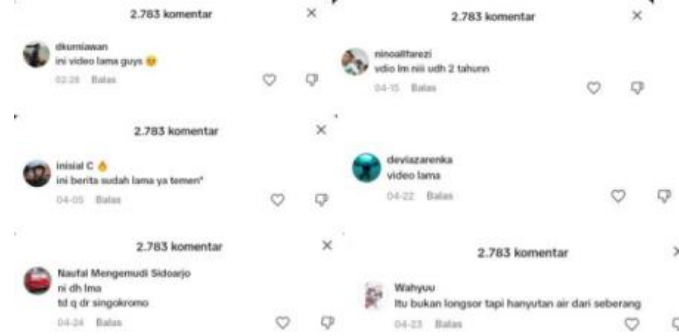 2.783 komentar
dkurniawan
ini video lama guys 😔
02-28 Balas
2.783 komentar
ninoallfarezi
vdio lm niii udh 2 tahunn
04-15 Balas
2.783 komentar
inisial C 🔥
ini berita sudah lama ya temen"
04-05 Balas
deviazarenka
video lama
04-22 Balas
2.783 komentar
Naufal Mengemudi Sidoarjo
ni dh lma
td q dr singokromo
04-24 Balas
2.783 komentar
Wahyuu
Itu bukan longsor tapi hanyutan air dari seberang
04-23 Balas